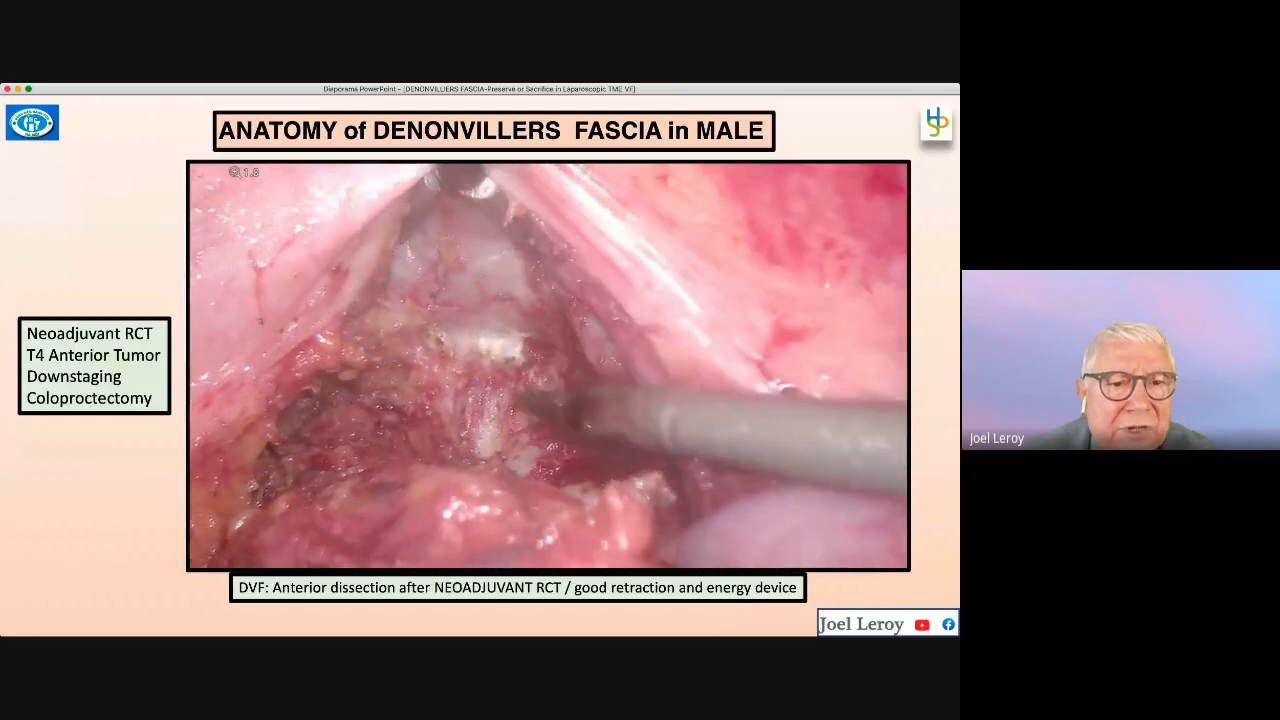 Diaporama PowerPoint - [DENONVILLIERS FASCIA-Preserve or Sacrifice in Laparoscopic TME VF]
ANATOMY of DENONVILLERS FASCIA in MALE
1.8
Neoadjuvant RCT
T4 Anterior Tumor
Downstaging
Coloproctectomy
DVF: Anterior dissection after NEOADJUVANT RCT / good retraction and energy device
Joel Leroy
Joel Leroy